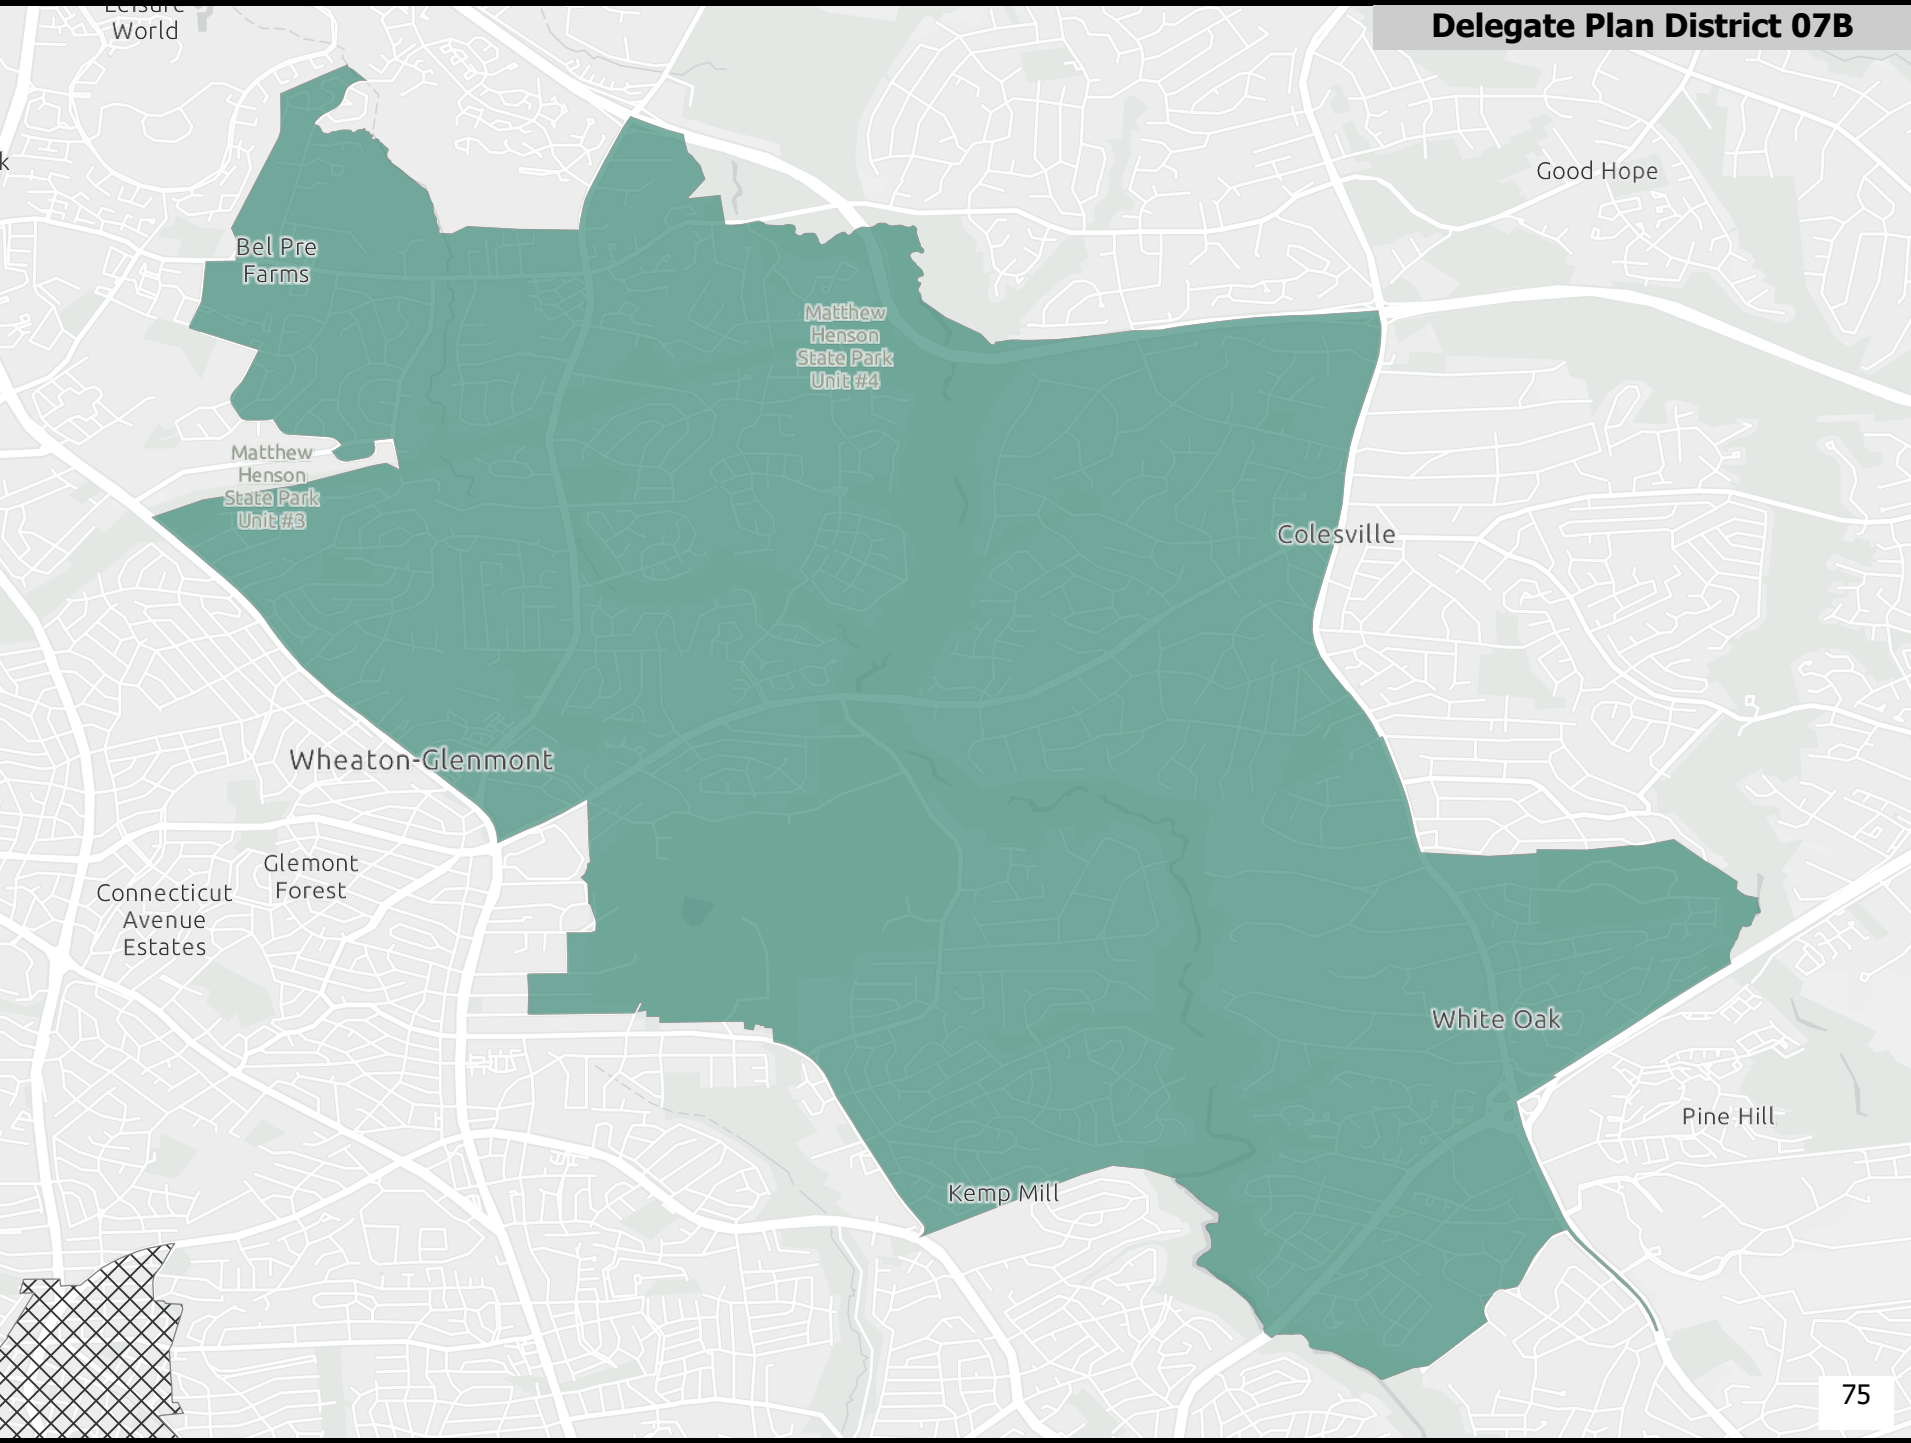 Delegate Plan District 07B
Leisure
World
k
Good Hope
Bel Pre
Farms
Matthew
Henson
State Park
Unit #4
Matthew
Henson
State Park
Unit #3
Colesville
Wheaton-Glenmont
Glemont
Forest
Connecticut
Avenue
Estates
White Oak
Pine Hill
Kemp Mill
75